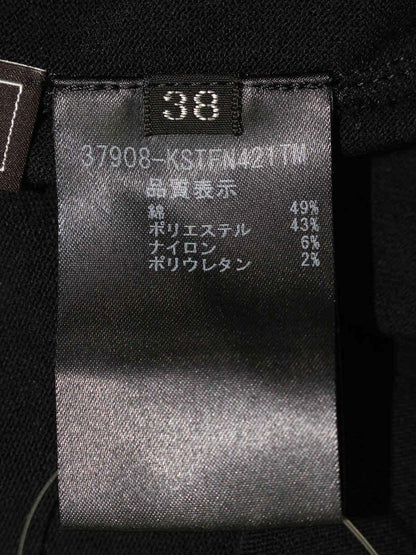 38
37908-KSTFN421TM
品質表示
綿 49%
ポリエステル 43%
ナイロン 6%
ポリウレタン 2%